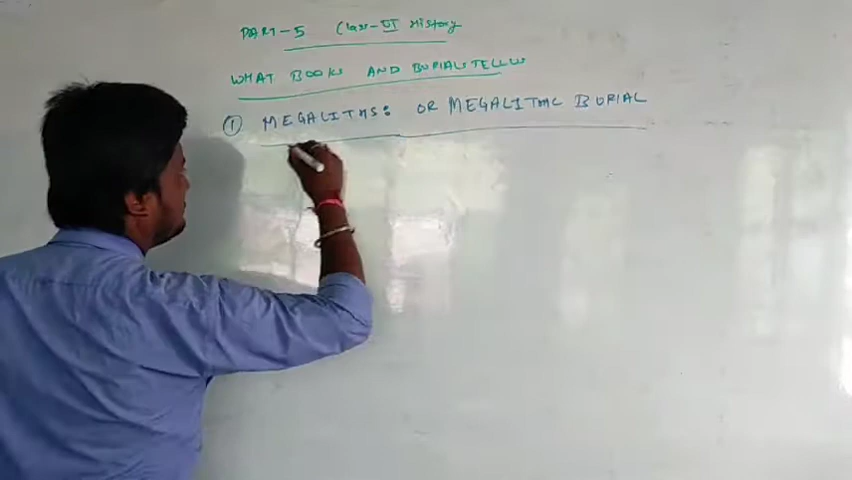 PART-5 Class-VI History
WHAT BOOKS AND BURIALS TELL US
① MEGALITHS: OR MEGALITHIC BURIAL